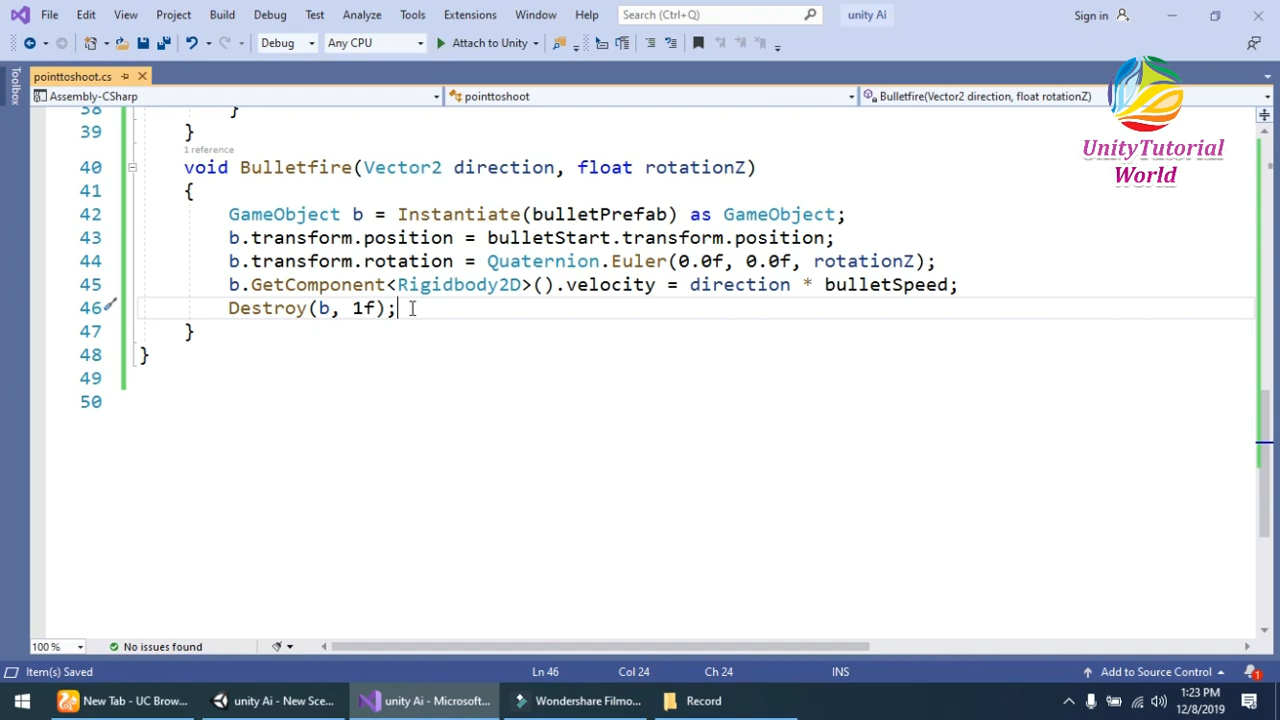 File Edit View Project Build Debug Test Analyze Tools Extensions Window Help Search (Ctrl+Q) unity Ai Sign in
Debug Any CPU Attach to Unity
pointtoshoot.cs
Assembly-CSharp pointtoshoot Bulletfire(Vector2 direction, float rotationZ)
Toolbox
UnityTutorial
World
38 }
39 }
1 reference
40 void Bulletfire(Vector2 direction, float rotationZ)
41 {
42 GameObject b = Instantiate(bulletPrefab) as GameObject;
43 b.transform.position = bulletStart.transform.position;
44 b.transform.rotation = Quaternion.Euler(0.0f, 0.0f, rotationZ);
45 b.GetComponent<Rigidbody2D>().velocity = direction * bulletSpeed;
46 Destroy(b, 1f);
47 }
48 }
49
50
100 % No issues found
Item(s) Saved Ln 46 Col 24 Ch 24 INS Add to Source Control 1
New Tab - UC Brow... unity Ai - New Sce... unity Ai - Microsoft... Wondershare Filmo... Record
1:23 PM
12/8/2019